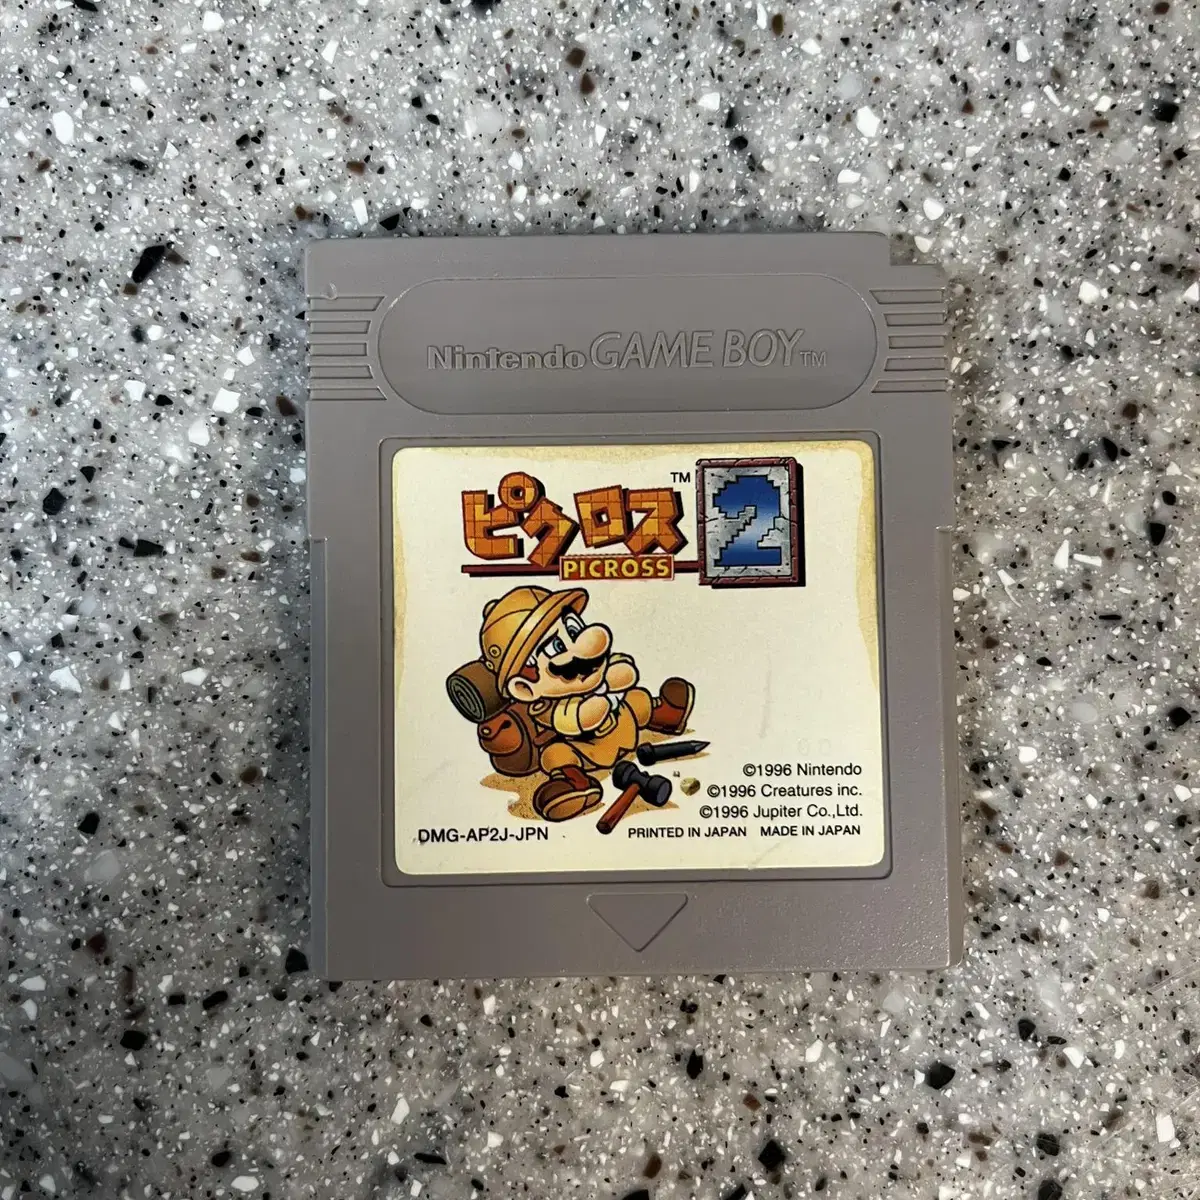 Nintendo GAME BOY TM
ピクロス TM 2
PICROSS
©1996 Nintendo
©1996 Creatures inc.
©1996 Jupiter Co.,Ltd.
DMG-AP2J-JPN PRINTED IN JAPAN MADE IN JAPAN